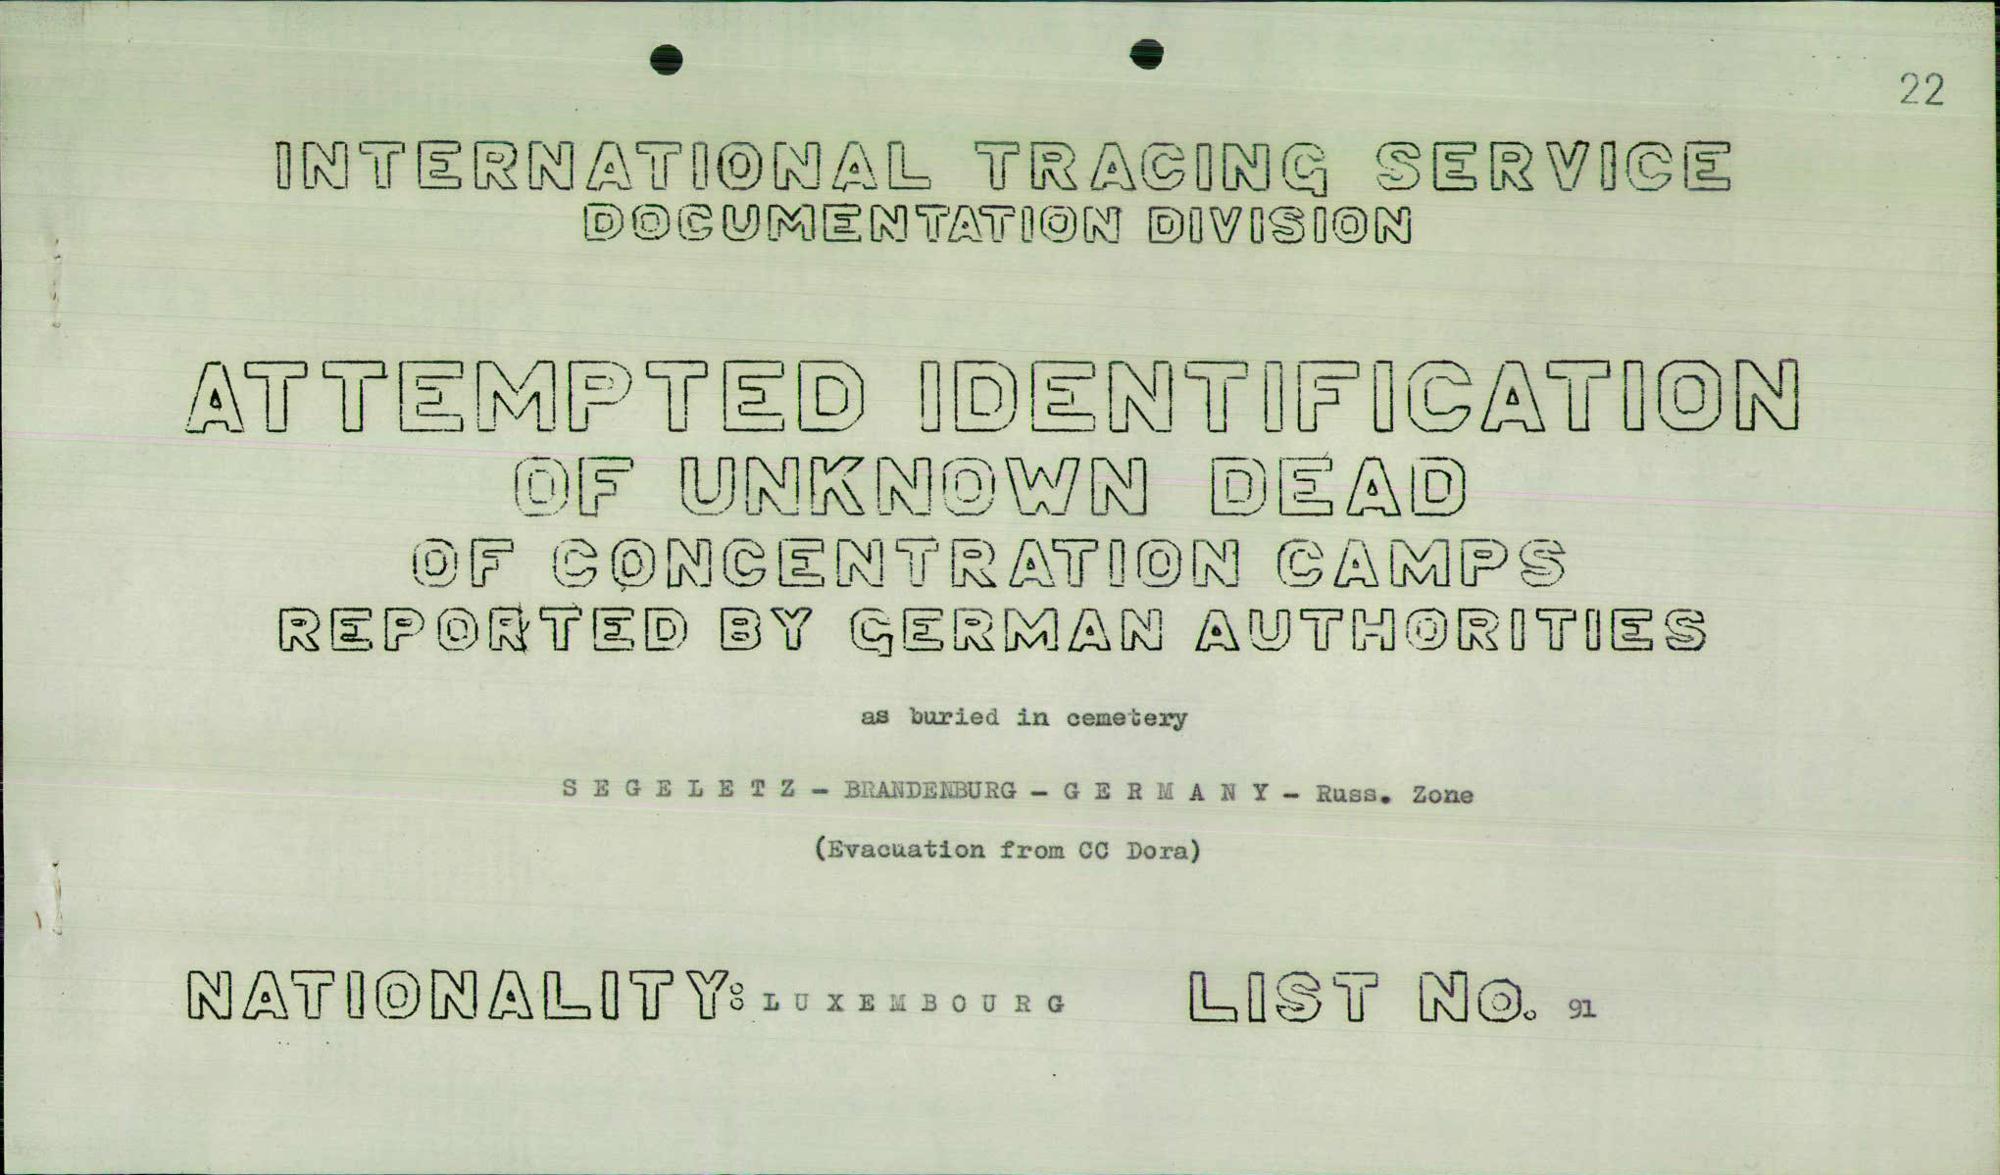 22
INTERNATIONAL TRACING SERVICE
DOCUMENTATION DIVISION
ATTEMPTED IDENTIFICATION
OF UNKNOWN DEAD
OF CONCENTRATION CAMPS
REPORTED BY GERMAN AUTHORITIES
as buried in cemetery
S E G E L E T Z - BRANDENBURG - G E R M A N Y - Russ. Zone
(Evacuation from CC Dora)
NATIONALITY: L U X E M B O U R G LIST No. 91